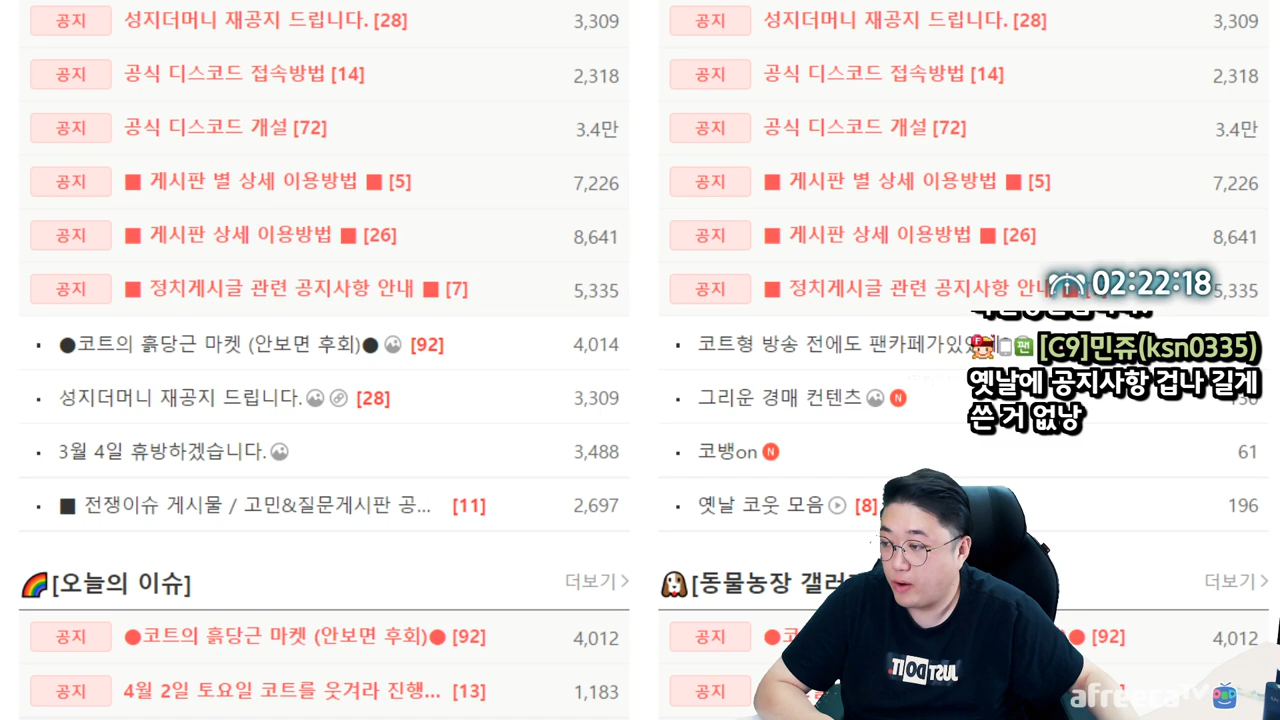 공지 성지더머니 재공지 드립니다. [28] 3,309
공지 공식 디스코드 접속방법 [14] 2,318
공지 공식 디스코드 개설 [72] 3.4만
공지 ■ 게시판 별 상세 이용방법 ■ [5] 7,226
공지 ■ 게시판 상세 이용방법 ■ [26] 8,641
공지 ■ 정치게시글 관련 공지사항 안내 ■ [7] 5,335
• ●코트의 흙당근 마켓 (안보면 후회)● [92] 4,014
• 성지더머니 재공지 드립니다. [28] 3,309
• 3월 4일 휴방하겠습니다. 3,488
• ■ 전쟁이슈 게시물 / 고민&질문게시판 공... [11] 2,697
[오늘의 이슈] 더보기 >
공지 ●코트의 흙당근 마켓 (안보면 후회)● [92] 4,012
공지 4월 2일 토요일 코트를 웃겨라 진행... [13] 1,183
공지 성지더머니 재공지 드립니다. [28] 3,309
공지 공식 디스코드 접속방법 [14] 2,318
공지 공식 디스코드 개설 [72] 3.4만
공지 ■ 게시판 별 상세 이용방법 ■ [5] 7,226
공지 ■ 게시판 상세 이용방법 ■ [26] 8,641
공지 ■ 정치게시글 관련 공지사항 안내 5,335
02:22:18
• 코트형 방송 전에도 팬카페가있었
F 팬 [C9]민쥬(ksn0335)
옛날에 공지사항 겁나 길게
쓴 거 없낭
• 그리운 경매 컨텐츠 N
• 코뱅on N 61
• 옛날 코웃 모음 [8] 196
[동물농장 갤러 더보기 >
공지 ●코 ● [92] 4,012
공지
JUST DO IT.
afreecaTV